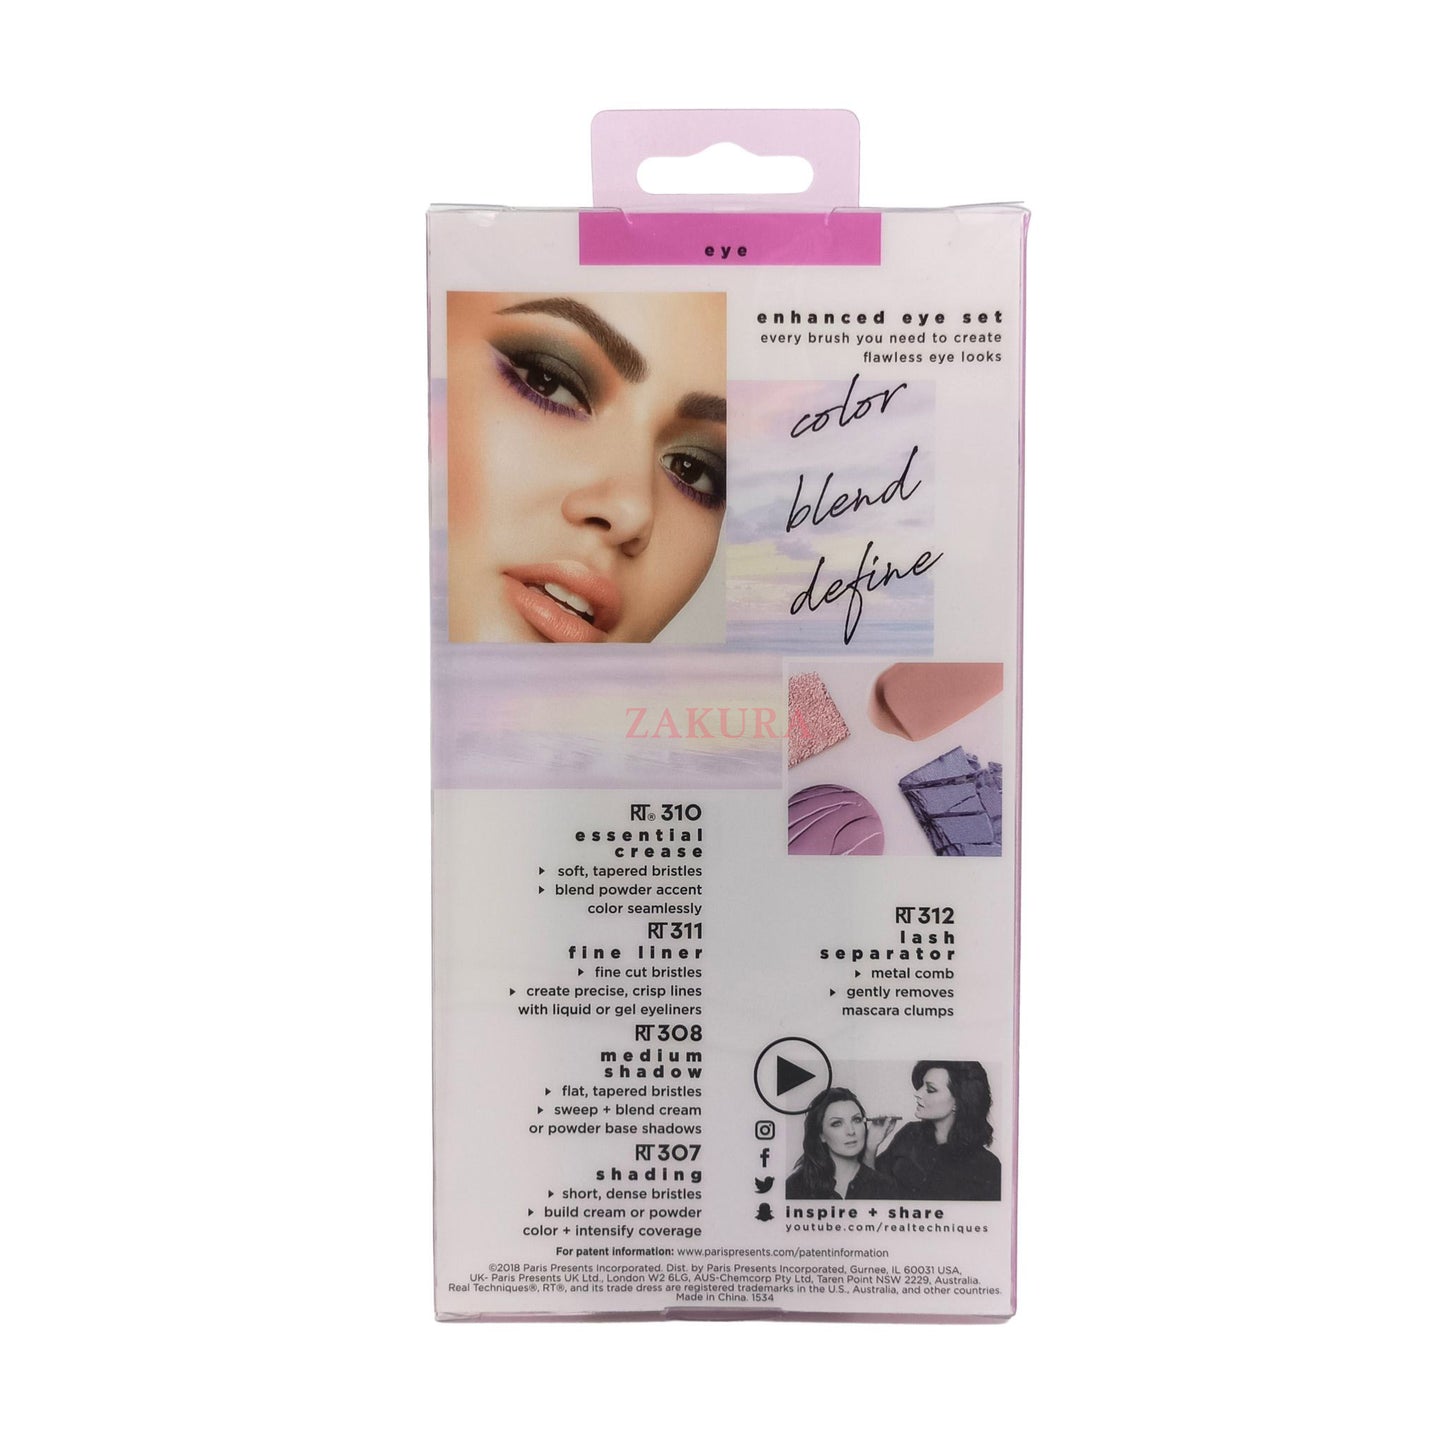 eye
enhanced eye set
every brush you need to create
flawless eye looks
color
blend
define
ZAKURA
RT® 310
essential
crease
▸ soft, tapered bristles
▸ blend powder accent
color seamlessly
RT 311
fine liner
▸ fine cut bristles
▸ create precise, crisp lines
with liquid or gel eyeliners
RT 308
medium
shadow
▸ flat, tapered bristles
▸ sweep + blend cream
or powder base shadows
RT 307
shading
▸ short, dense bristles
▸ build cream or powder
color + intensify coverage
RT 312
lash
separator
▸ metal comb
▸ gently removes
mascara clumps
inspire + share
youtube.com/realtechniques
For patent information: www.parispresents.com/patentinformation
©2018 Paris Presents Incorporated. Dist. by Paris Presents Incorporated, Gurnee, IL 60031 USA,
UK- Paris Presents UK Ltd., London W2 6LG, AUS-Chemcorp Pty Ltd, Taren Point NSW 2229, Australia.
Real Techniques®, RT®, and its trade dress are registered trademarks in the U.S., Australia, and other countries.
Made in China. 1534